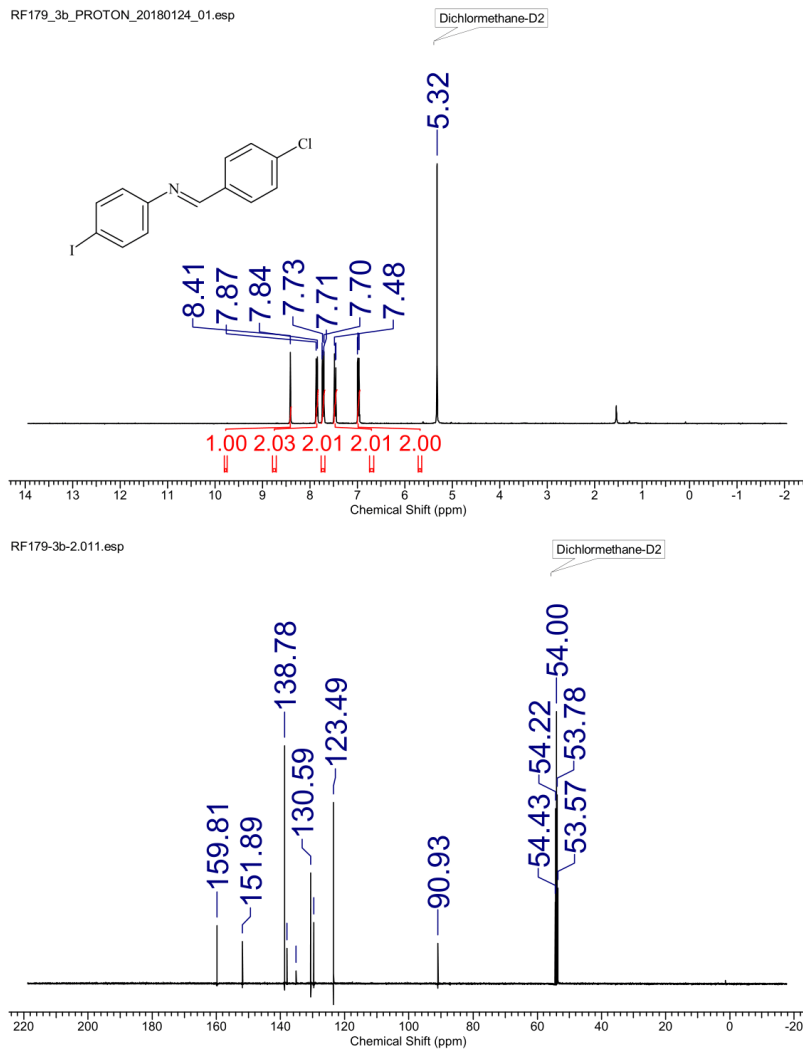 RF179_3b_PROTON_20180124_01.esp
Dichlormethane-D2
5.32
Cl
N
I
8.41
7.87
7.84
7.73
7.71
7.70
7.48
1.00 2.03 2.01 2.01 2.00
14 13 12 11 10 9 8 7 6 5 4 3 2 1 0 -1 -2
Chemical Shift (ppm)
RF179-3b-2.011.esp
Dichlormethane-D2
159.81
151.89
138.78
130.59
123.49
90.93
54.43
54.22
54.00
53.78
53.57
220 200 180 160 140 120 100 80 60 40 20 0 -20
Chemical Shift (ppm)